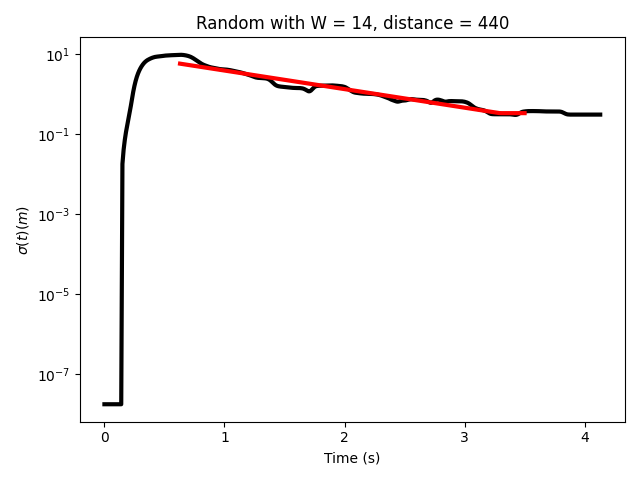 Random with W = 14, distance = 440
10¹
10⁻¹
10⁻³
10⁻⁵
10⁻⁷
σ(t)(m)
0 1 2 3 4
Time (s)